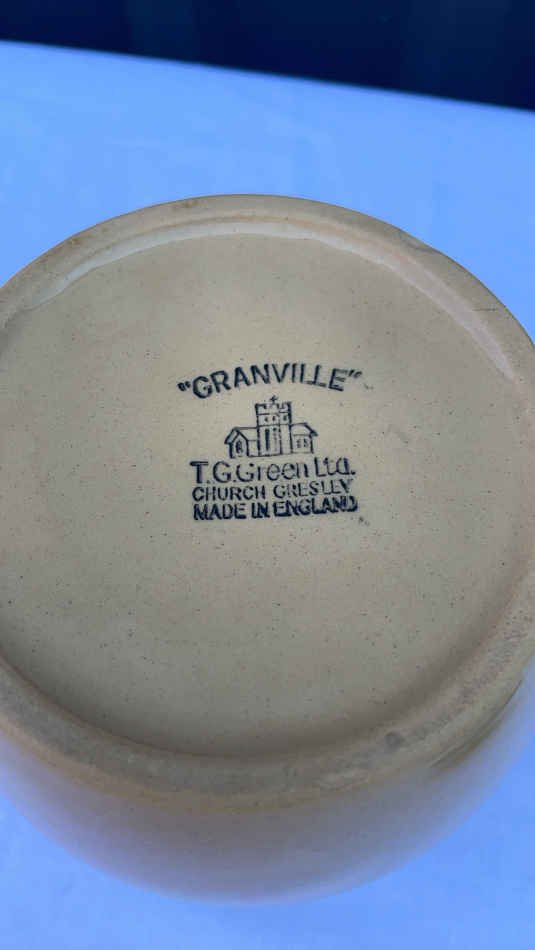 "GRANVILLE"
T.G.Green Ltd.
CHURCH GRESLEY
MADE IN ENGLAND